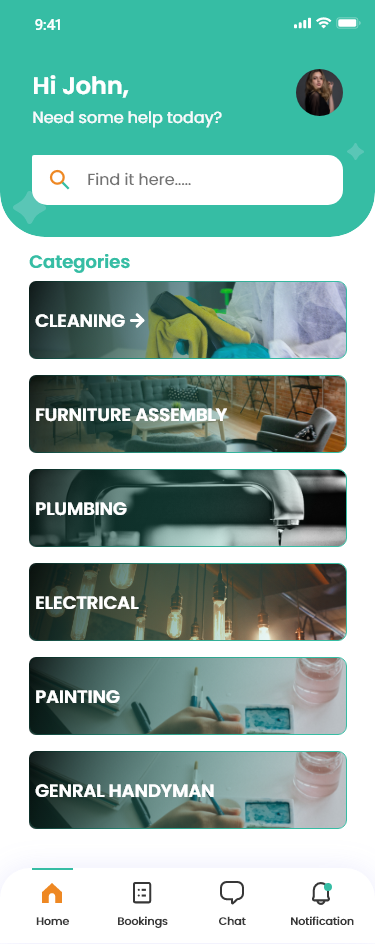 9:41
Hi John,
Need some help today?
Find it here.....
Categories
CLEANING →
FURNITURE ASSEMBLY
PLUMBING
ELECTRICAL
PAINTING
GENRAL HANDYMAN
Home Bookings Chat Notification